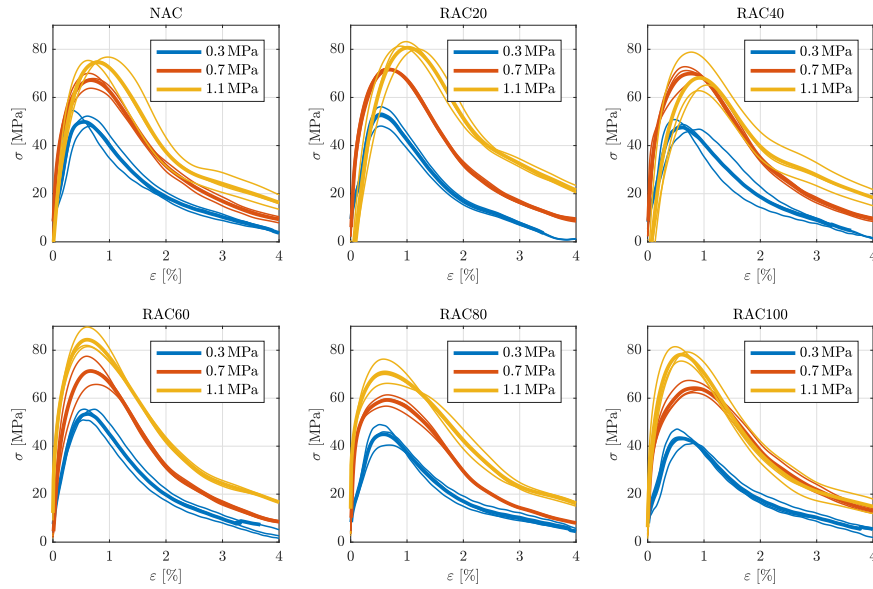 NAC
RAC20
RAC40
80
60
40
20
0
σ [MPa]
0.3 MPa
0.7 MPa
1.1 MPa
0 1 2 3 4
ε [%]
80
60
40
20
0
σ [MPa]
0.3 MPa
0.7 MPa
1.1 MPa
0 1 2 3 4
ε [%]
80
60
40
20
0
σ [MPa]
0.3 MPa
0.7 MPa
1.1 MPa
0 1 2 3 4
ε [%]
RAC60
RAC80
RAC100
80
60
40
20
0
σ [MPa]
0.3 MPa
0.7 MPa
1.1 MPa
0 1 2 3 4
ε [%]
80
60
40
20
0
σ [MPa]
0.3 MPa
0.7 MPa
1.1 MPa
0 1 2 3 4
ε [%]
80
60
40
20
0
σ [MPa]
0.3 MPa
0.7 MPa
1.1 MPa
0 1 2 3 4
ε [%]